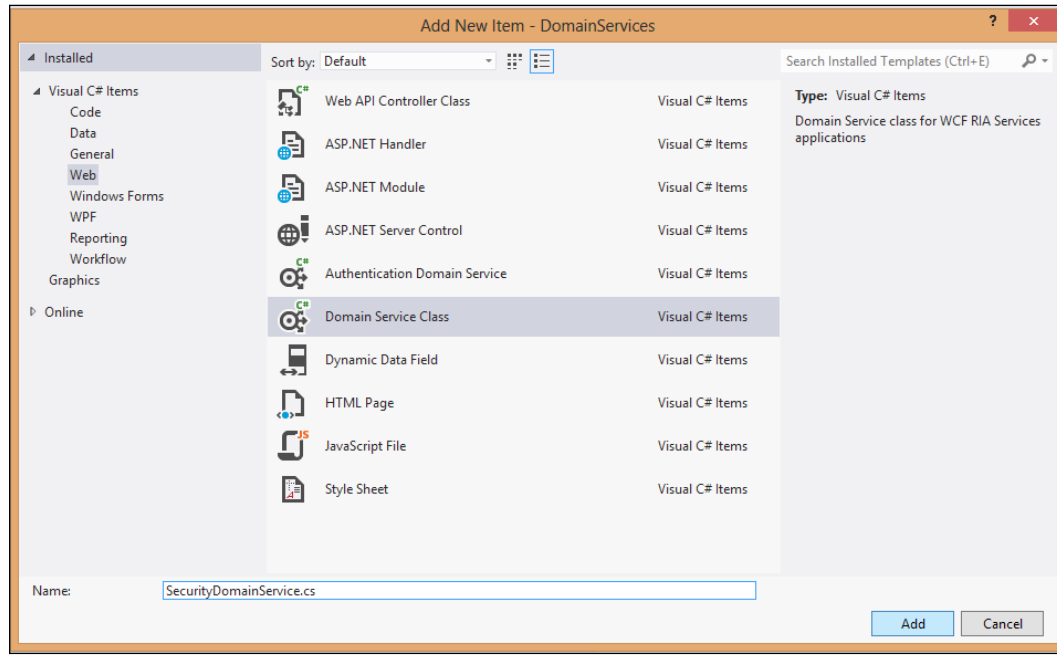 Add New Item - DomainServices
? ×
Installed
Sort by: Default
Search Installed Templates (Ctrl+E)
Visual C# Items
Code
Data
General
Web
Windows Forms
WPF
Reporting
Workflow
Graphics
Online
C# Web API Controller Class Visual C# Items
ASP.NET Handler Visual C# Items
ASP.NET Module Visual C# Items
ASP.NET Server Control Visual C# Items
C# Authentication Domain Service Visual C# Items
C# Domain Service Class Visual C# Items
Dynamic Data Field Visual C# Items
HTML Page Visual C# Items
JS JavaScript File Visual C# Items
Style Sheet Visual C# Items
Type: Visual C# Items
Domain Service class for WCF RIA Services
applications
Name: SecurityDomainService.cs
Add Cancel